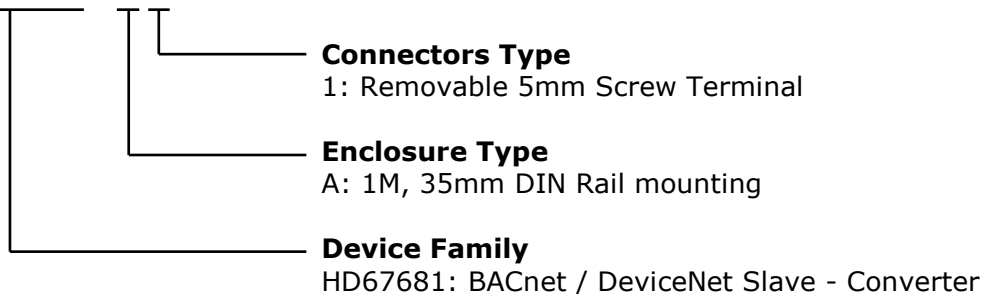 Connectors Type
1: Removable 5mm Screw Terminal
Enclosure Type
A: 1M, 35mm DIN Rail mounting
Device Family
HD67681: BACnet / DeviceNet Slave - Converter